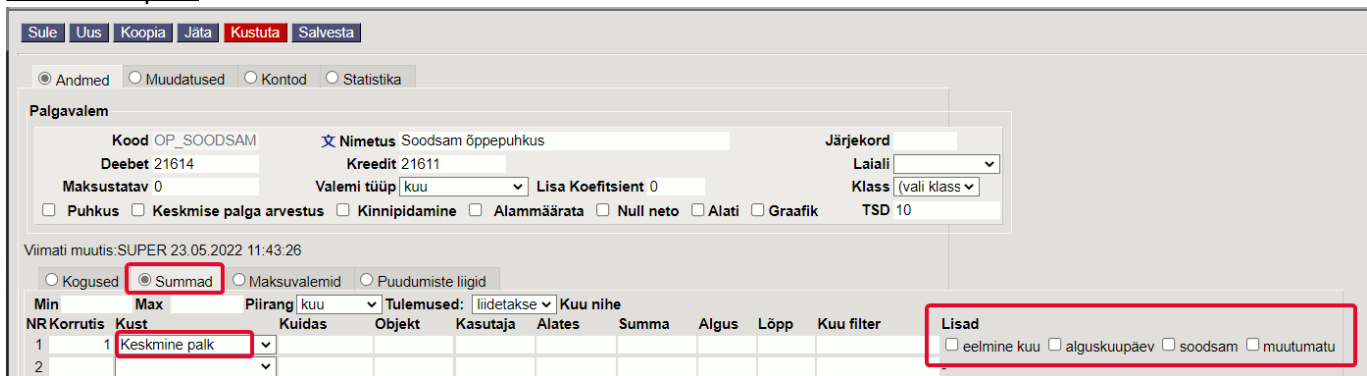 Sule Uus Koopia Jäta Kustuta Salvesta
Andmed Muudatused Kontod Statistika
Palgavalem
Kood OP_SOODSAM 文 Nimetus Soodsam õppepuhkus Järjekord
Deebet 21614 Kreedit 21611 Laiali
Maksustatav 0 Valemi tüüp kuu Lisa Koefitsient 0 Klass (vali klass
Puhkus Keskmise palga arvestus Kinnipidamine Alammäärata Null neto Alati Graafik TSD 10
Viimati muutis:SUPER 23.05.2022 11:43:26
Kogused Summad Maksuvalemid Puudumiste liigid
Min Max Piirang kuu Tulemused: liidetakse Kuu nihe
NR Korrutis Kust Kuidas Objekt Kasutaja Alates Summa Algus Lõpp Kuu filter Lisad
1 1 Keskmine palk eelmine kuu alguskuupäev soodsam muutumatu
2 -